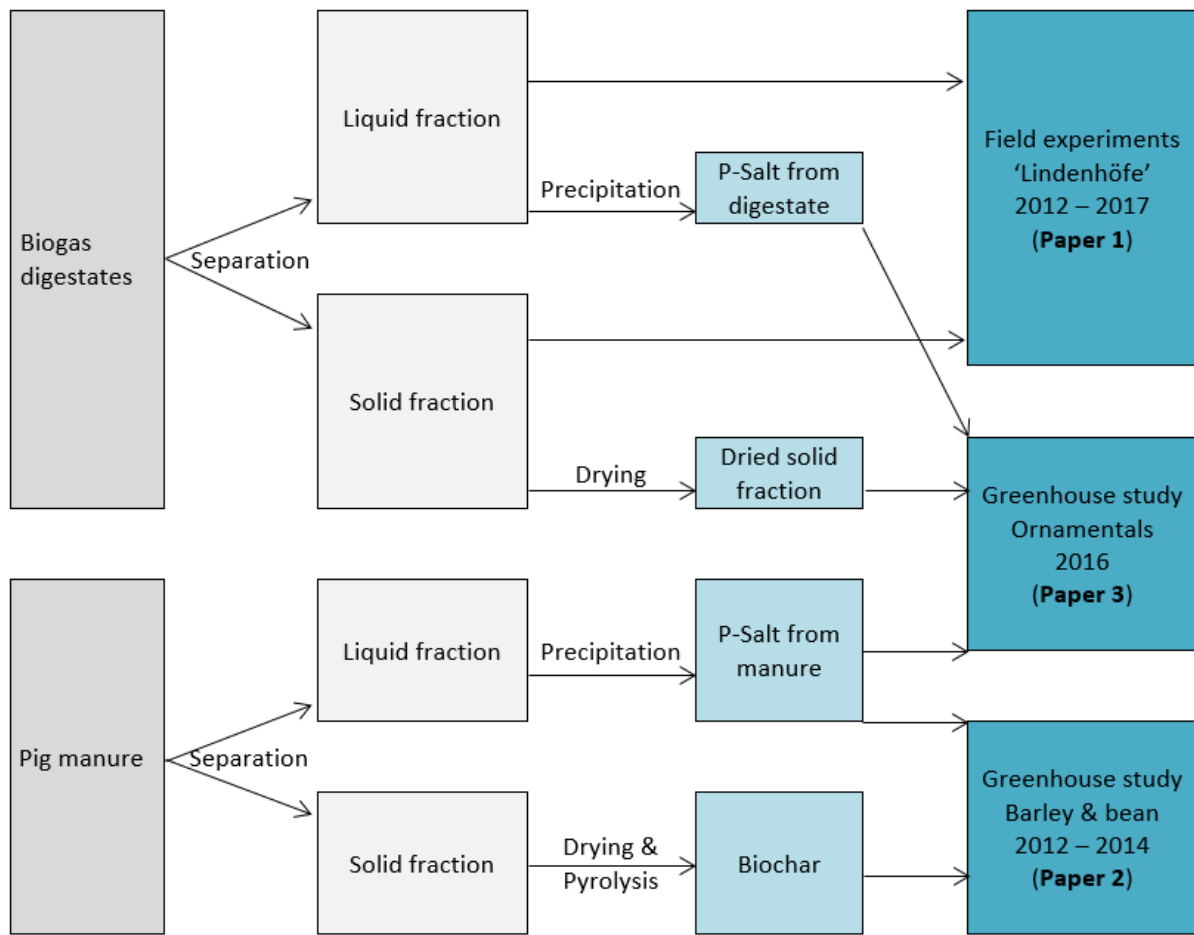 Biogas
digestates
Separation
Liquid fraction
Precipitation
P-Salt from
digestate
Solid fraction
Drying
Dried solid
fraction
Field experiments
‘Lindenhöfe’
2012 – 2017
(Paper 1)
Greenhouse study
Ornamentals
2016
(Paper 3)
Pig manure
Separation
Liquid fraction
Precipitation
P-Salt from
manure
Solid fraction
Drying &
Pyrolysis
Biochar
Greenhouse study
Barley & bean
2012 – 2014
(Paper 2)